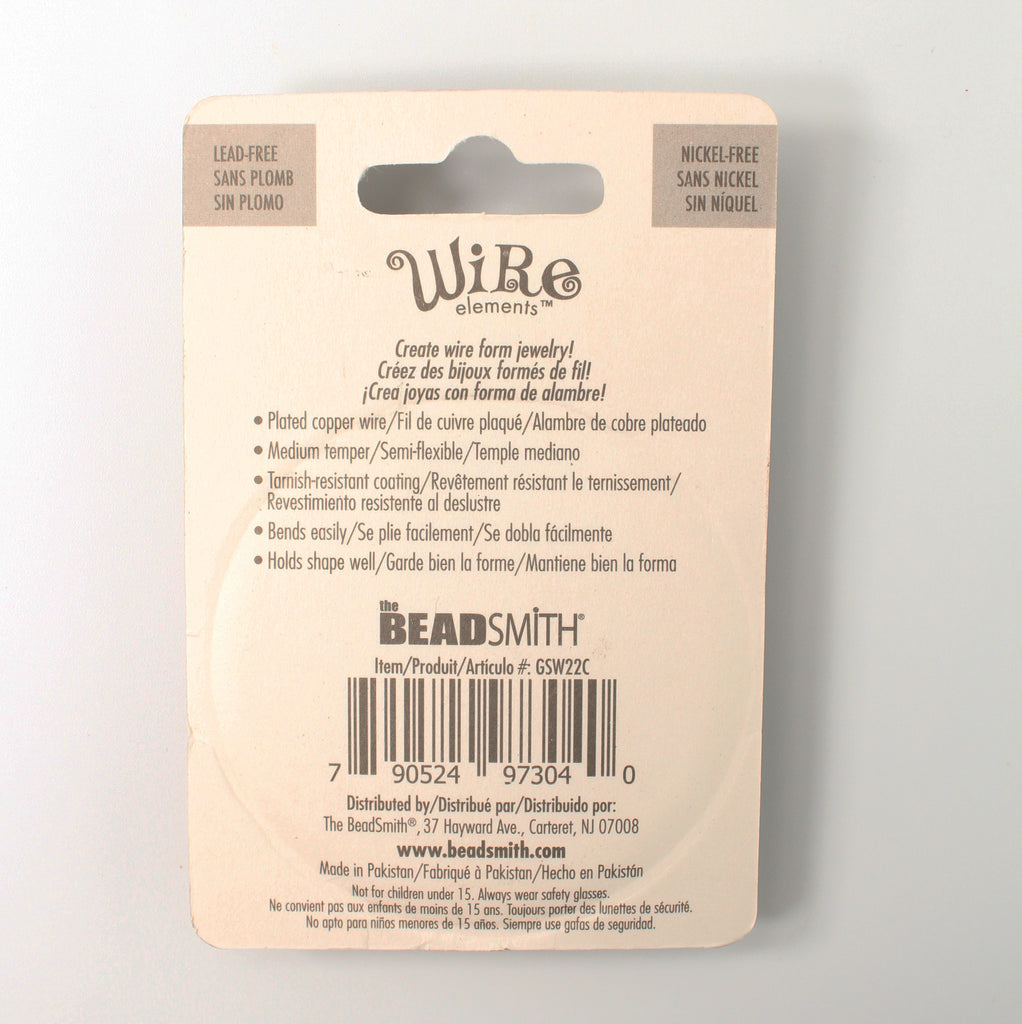 LEAD-FREE
SANS PLOMB
SIN PLOMO
NICKEL-FREE
SANS NICKEL
SIN NÍQUEL
WiRe
elements™
Create wire form jewelry!
Créez des bijoux formés de fil!
¡Crea joyas con forma de alambre!
• Plated copper wire/Fil de cuivre plaqué/Alambre de cobre plateado
• Medium temper/Semi-flexible/Temple mediano
• Tarnish-resistant coating/Revêtement résistant le ternissement/
Revestimiento resistente al deslustre
• Bends easily/Se plie facilement/Se dobla fácilmente
• Holds shape well/Garde bien la forme/Mantiene bien la forma
the
BEADSMiTH®
Item/Produit/Artículo #: GSW22C
7 90524 97304 0
Distributed by/Distribué par/Distribuido por:
The BeadSmith®, 37 Hayward Ave., Carteret, NJ 07008
www.beadsmith.com
Made in Pakistan/Fabriqué à Pakistan/Hecho en Pakistán
Not for children under 15. Always wear safety glasses.
Ne convient pas aux enfants de moins de 15 ans. Toujours porter des lunettes de sécurité.
No apto para niños menores de 15 años. Siempre use gafas de seguridad.